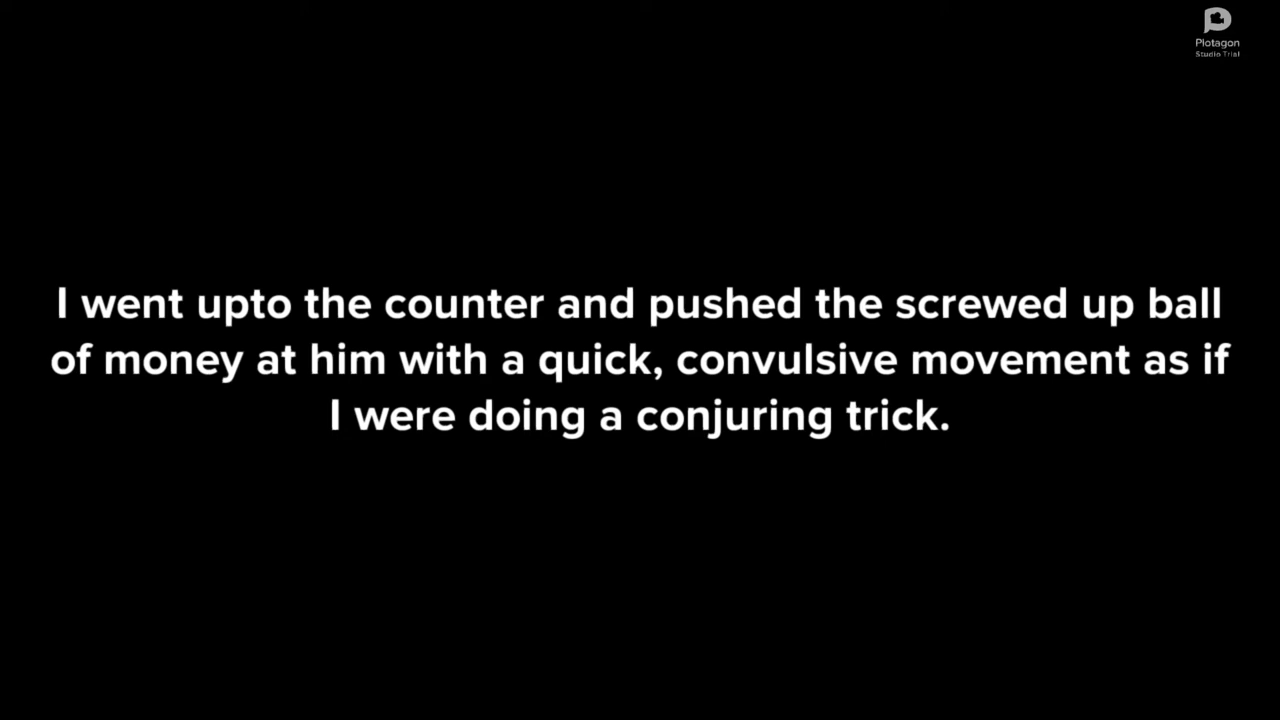 Plotagon
Studio Trial
I went upto the counter and pushed the screwed up ball
of money at him with a quick, convulsive movement as if
I were doing a conjuring trick.